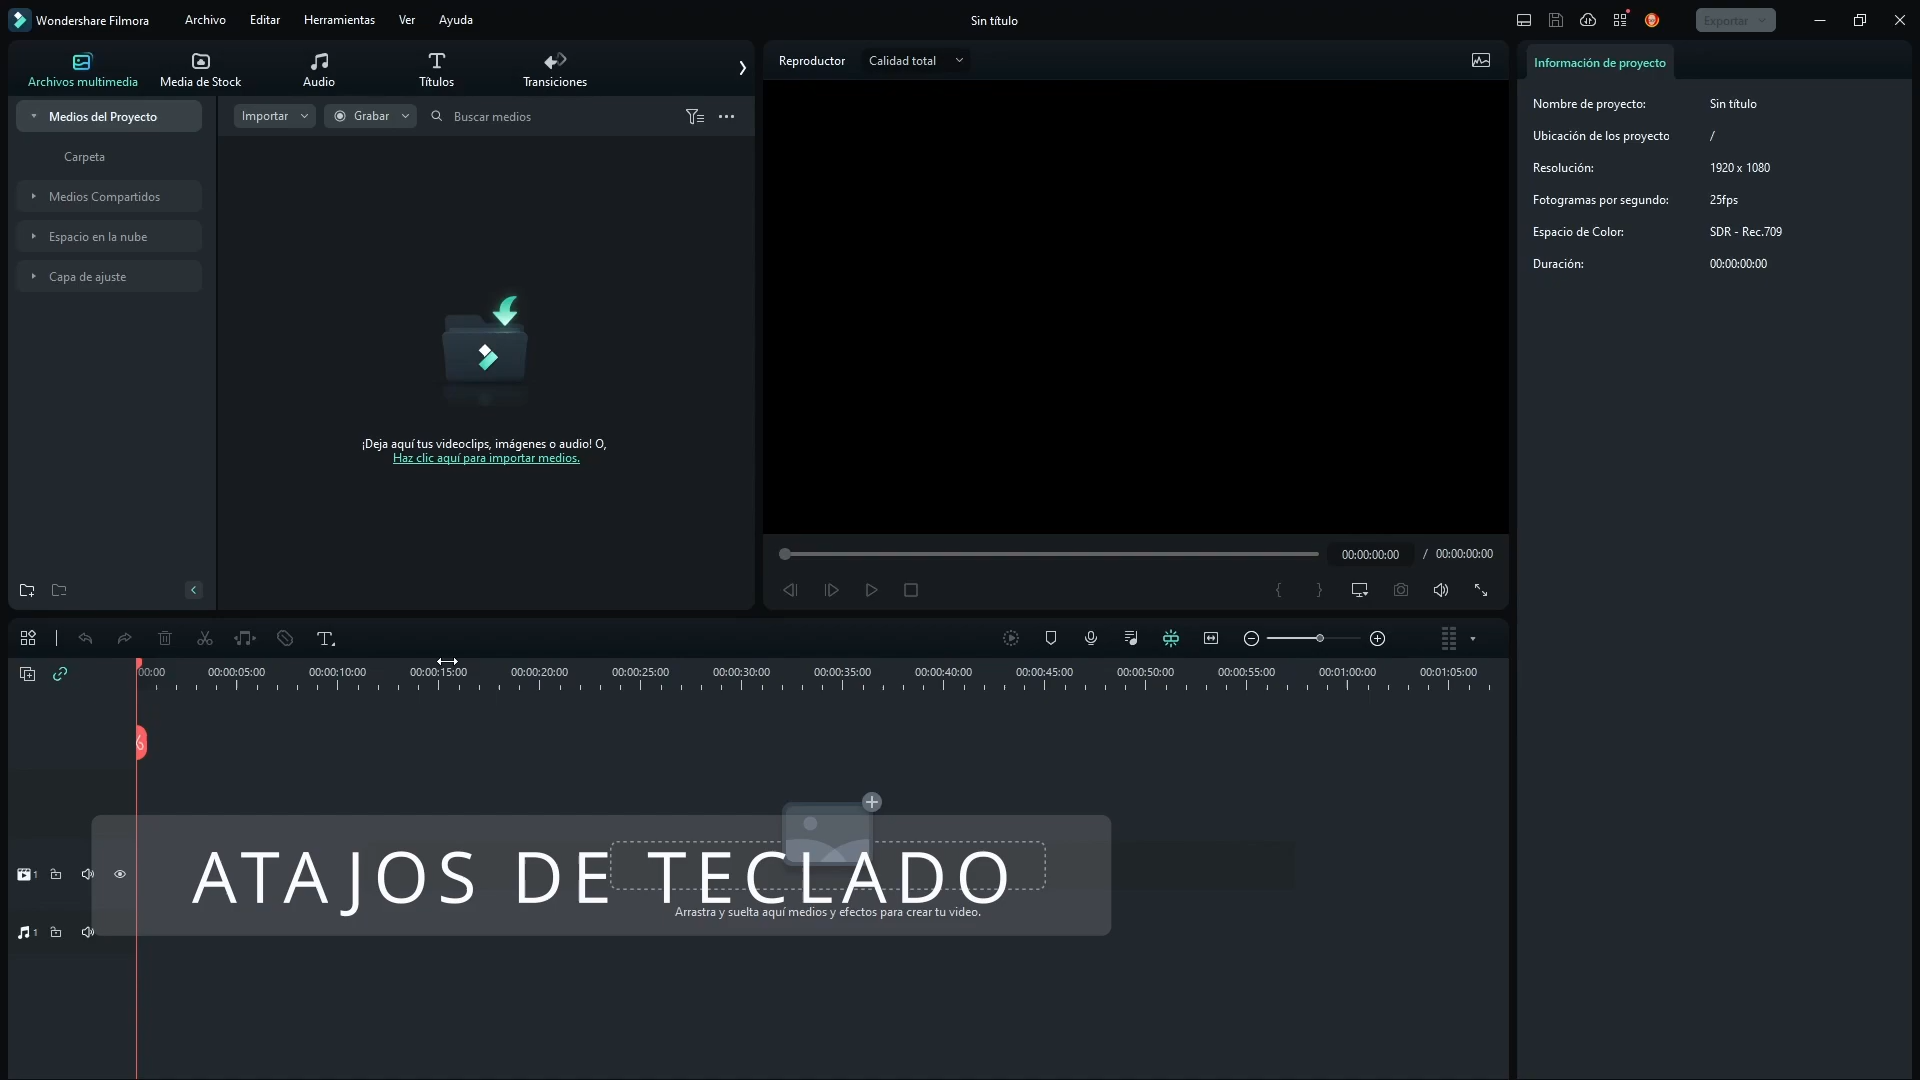 Wondershare Filmora
Archivo
Editar
Herramientas
Ver
Ayuda
Sin título
Exportar
Archivos multimedia
Media de Stock
Audio
Títulos
Transiciones
Medios del Proyecto
Carpeta
Medios Compartidos
Espacio en la nube
Capa de ajuste
Importar
Grabar
Buscar medios
¡Deja aquí tus videoclips, imágenes o audio! O,
Haz clic aquí para importar medios.
Reproductor
Calidad total
00:00:00:00 / 00:00:00:00
Información de proyecto
Nombre de proyecto: Sin título
Ubicación de los proyecto /
Resolución: 1920 x 1080
Fotogramas por segundo: 25fps
Espacio de Color: SDR - Rec.709
Duración: 00:00:00:00
00:00 00:00:05:00 00:00:10:00 00:00:15:00 00:00:20:00 00:00:25:00 00:00:30:00 00:00:35:00 00:00:40:00 00:00:45:00 00:00:50:00 00:00:55:00 00:01:00:00 00:01:05:00
1
ATAJOS DE TECLADO
Arrastra y suelta aquí medios y efectos para crear tu video.
1